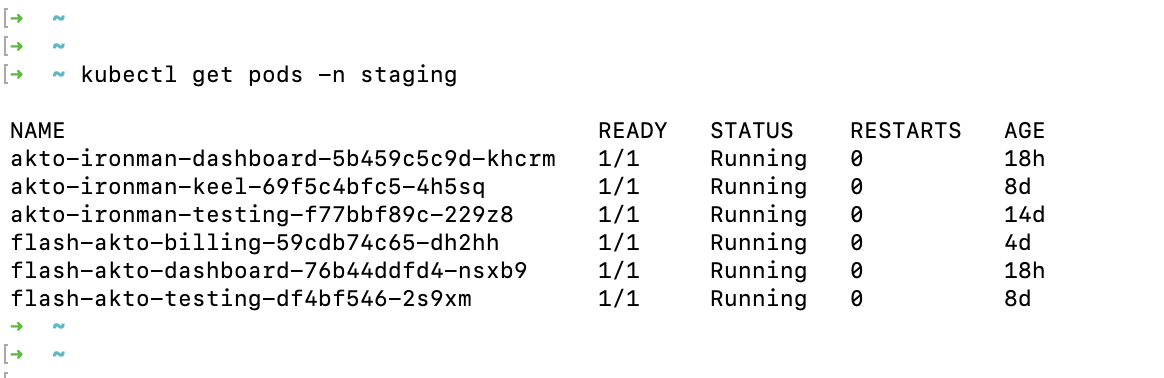 [➜ ~
[➜ ~
[➜ ~ kubectl get pods -n staging
NAME READY STATUS RESTARTS AGE
akto-ironman-dashboard-5b459c5c9d-khcrm 1/1 Running 0 18h
akto-ironman-keel-69f5c4bfc5-4h5sq 1/1 Running 0 8d
akto-ironman-testing-f77bbf89c-229z8 1/1 Running 0 14d
flash-akto-billing-59cdb74c65-dh2hh 1/1 Running 0 4d
flash-akto-dashboard-76b44ddfd4-nsxb9 1/1 Running 0 18h
flash-akto-testing-df4bf546-2s9xm 1/1 Running 0 8d
➜ ~
[➜ ~